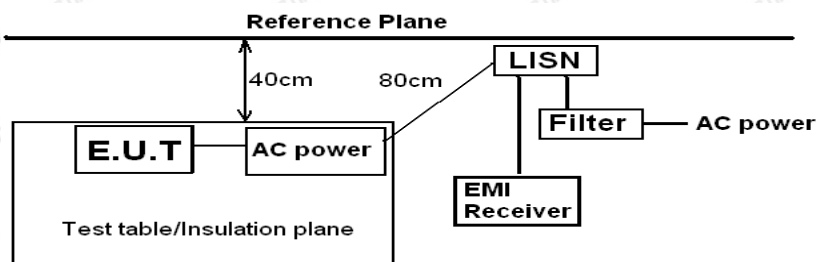 Reference Plane
LISN
40cm
80cm
Filter
AC power
E.U.T
AC power
EMI
Receiver
Test table/Insulation plane